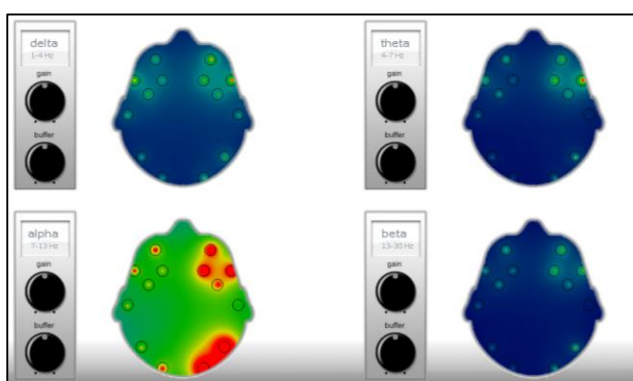 delta
1-4 Hz
gain
buffer
theta
4-7 Hz
gain
buffer
alpha
7-13 Hz
gain
buffer
beta
13-30 Hz
gain
buffer